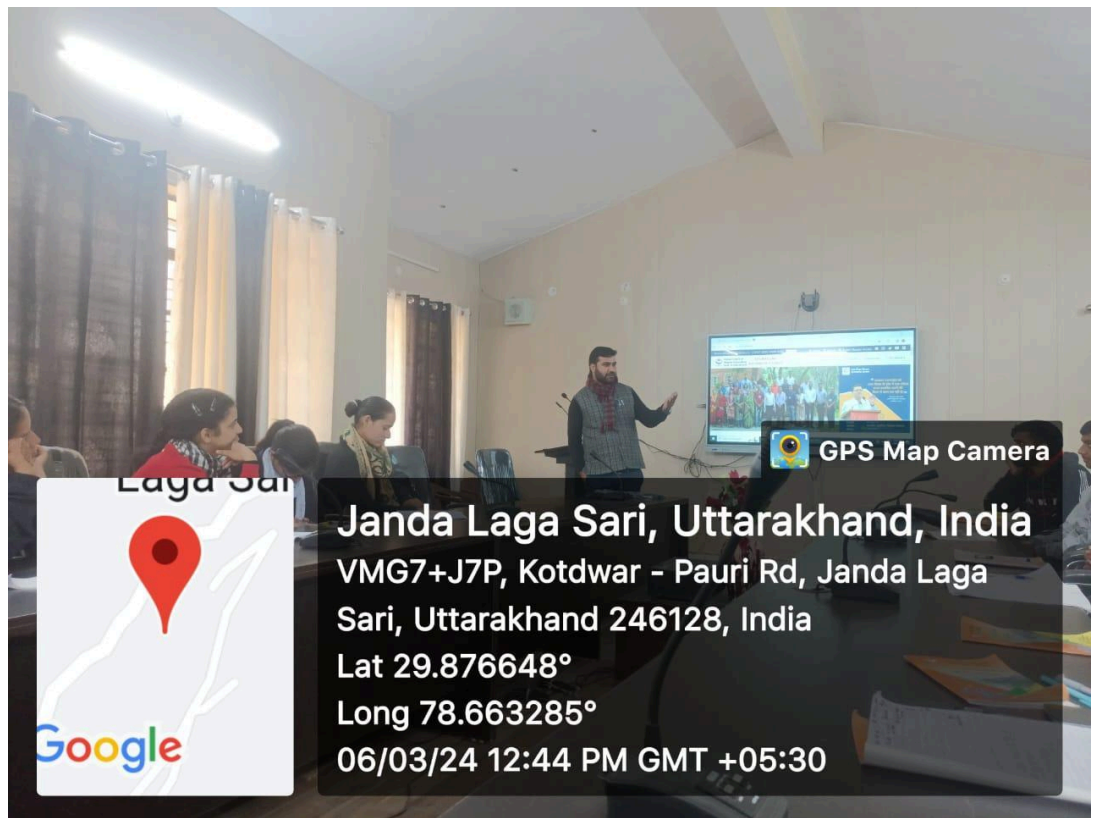 GPS Map Camera
Laga Sari
Janda Laga Sari, Uttarakhand, India
VMG7+J7P, Kotdwar - Pauri Rd, Janda Laga
Sari, Uttarakhand 246128, India
Lat 29.876648°
Long 78.663285°
06/03/24 12:44 PM GMT +05:30
Google